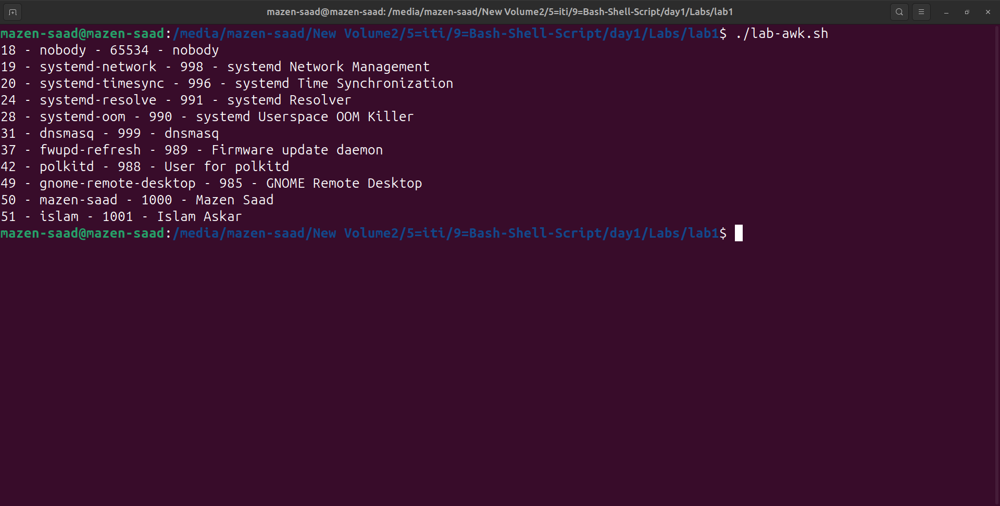 mazen-saad@mazen-saad: /media/mazen-saad/New Volume2/5=iti/9=Bash-Shell-Script/day1/Labs/lab1
mazen-saad@mazen-saad:/media/mazen-saad/New Volume2/5=iti/9=Bash-Shell-Script/day1/Labs/lab1$ ./lab-awk.sh
18 - nobody - 65534 - nobody
19 - systemd-network - 998 - systemd Network Management
20 - systemd-timesync - 996 - systemd Time Synchronization
24 - systemd-resolve - 991 - systemd Resolver
28 - systemd-oom - 990 - systemd Userspace OOM Killer
31 - dnsmasq - 999 - dnsmasq
37 - fwupd-refresh - 989 - Firmware update daemon
42 - polkitd - 988 - User for polkitd
49 - gnome-remote-desktop - 985 - GNOME Remote Desktop
50 - mazen-saad - 1000 - Mazen Saad
51 - islam - 1001 - Islam Askar
mazen-saad@mazen-saad:/media/mazen-saad/New Volume2/5=iti/9=Bash-Shell-Script/day1/Labs/lab1$